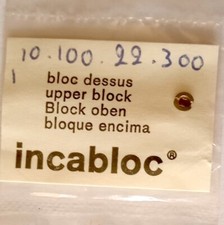 10.100.22.300
1
bloc dessus
upper block
Block oben
bloque encima
incabloc®